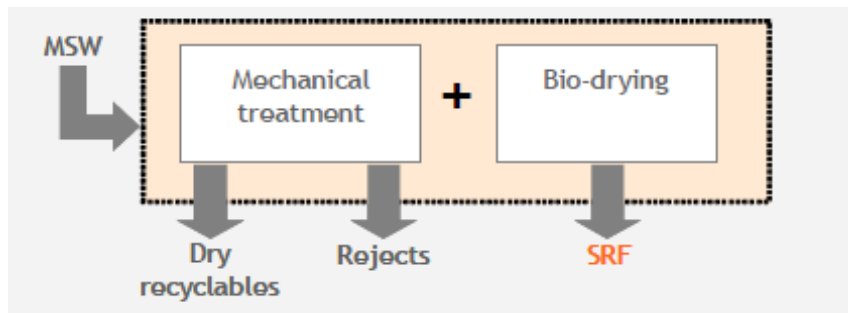 MSW
Mechanical
treatment
+
Bio-drying
Dry
recyclables
Rejects
SRF